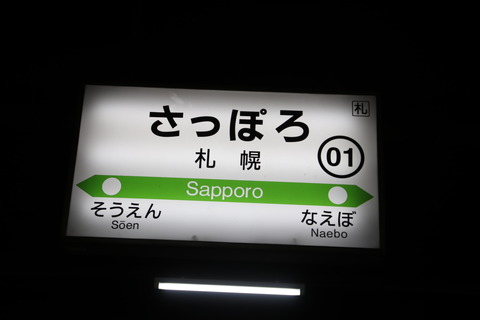 札
さっぽろ
札幌
01
Sapporo
そうえん
Sōen
なえぼ
Naebo